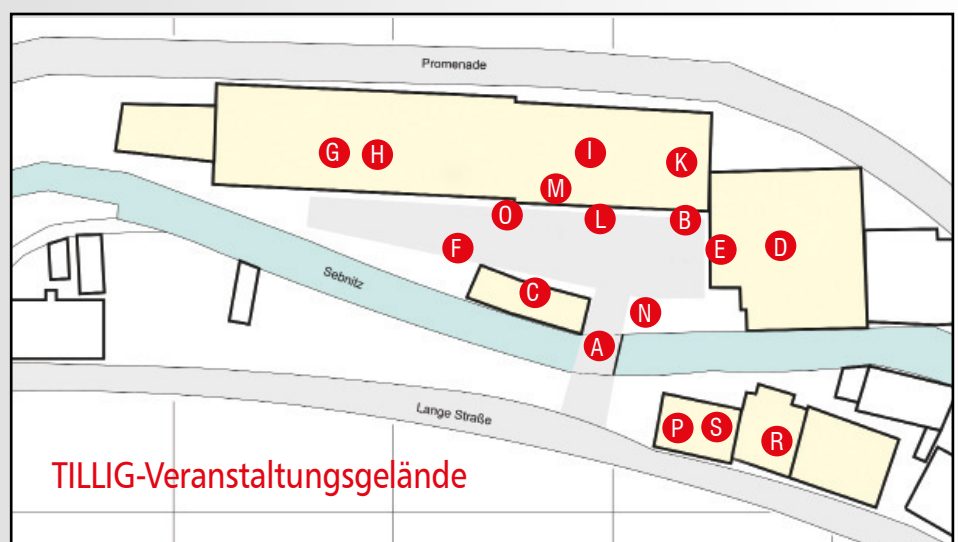 Promenade
G
H
I
K
M
O
L
B
F
E
D
Sebnitz
C
N
A
Lange Straße
P
S
R
TILLIG-Veranstaltungsgelände